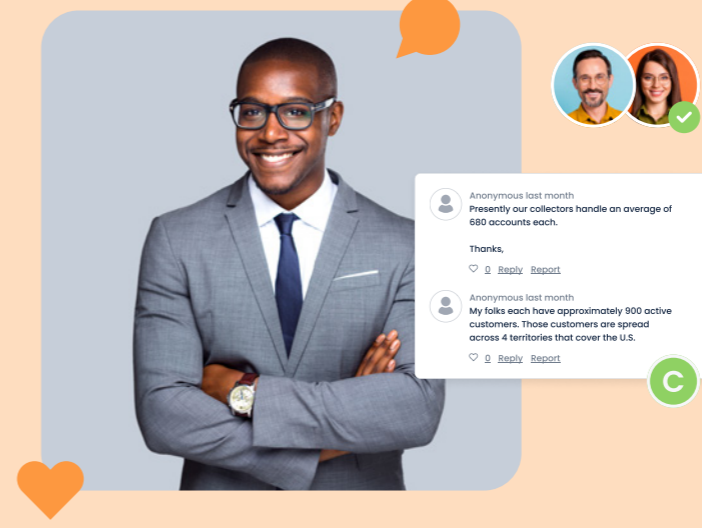 Anonymous last month
Presently our collectors handle an average of
680 accounts each.
Thanks,
0 Reply Report
Anonymous last month
My folks each have approximately 900 active
customers. Those customers are spread
across 4 territories that cover the U.S.
0 Reply Report
C